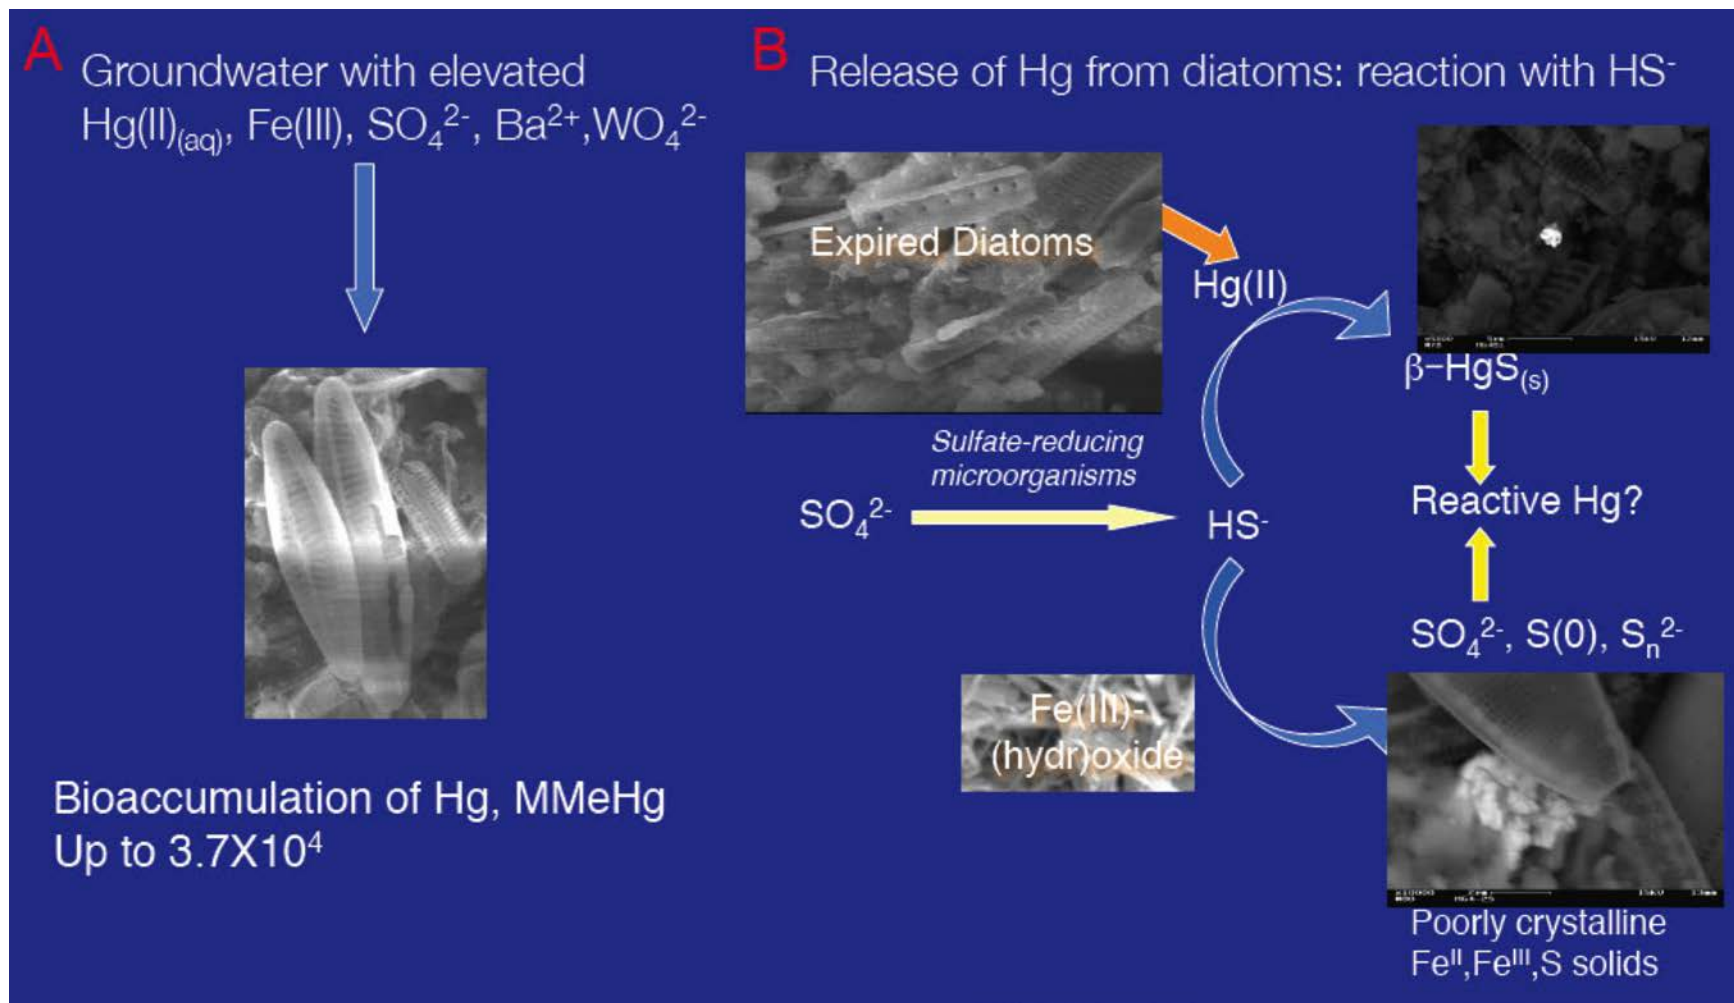 A
Groundwater with elevated
Hg(II)(aq), Fe(III), SO₄²⁻, Ba²⁺,WO₄²⁻
Bioaccumulation of Hg, MMeHg
Up to 3.7X10⁴
B
Release of Hg from diatoms: reaction with HS⁻
Expired Diatoms
Hg(II)
β–HgS(s)
Sulfate-reducing
microorganisms
SO₄²⁻
HS⁻
Reactive Hg?
SO₄²⁻, S(0), Sₙ²⁻
Fe(III)-
(hydr)oxide
Poorly crystalline
Feᴵᴵ,Feᴵᴵᴵ,S solids